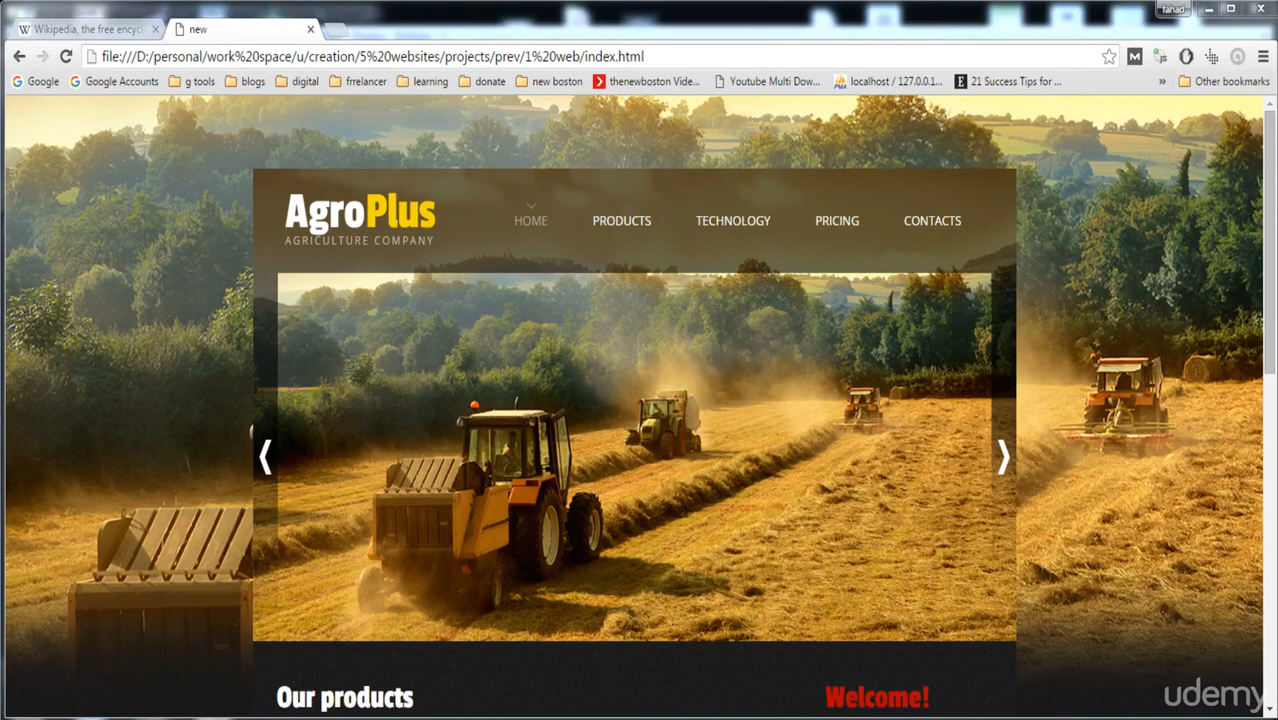 fahad
Wikipedia, the free encycl
new
file:///D:/personal/work%20space/u/creation/5%20websites/projects/prev/1%20web/index.html
Google
Google Accounts
g tools
blogs
digital
frrelancer
learning
donate
new boston
thenewboston Vide...
Youtube Multi Dow...
localhost / 127.0.0.1...
21 Success Tips for ...
Other bookmarks
AgroPlus
AGRICULTURE COMPANY
HOME
PRODUCTS
TECHNOLOGY
PRICING
CONTACTS
Our products
Welcome!
udemy